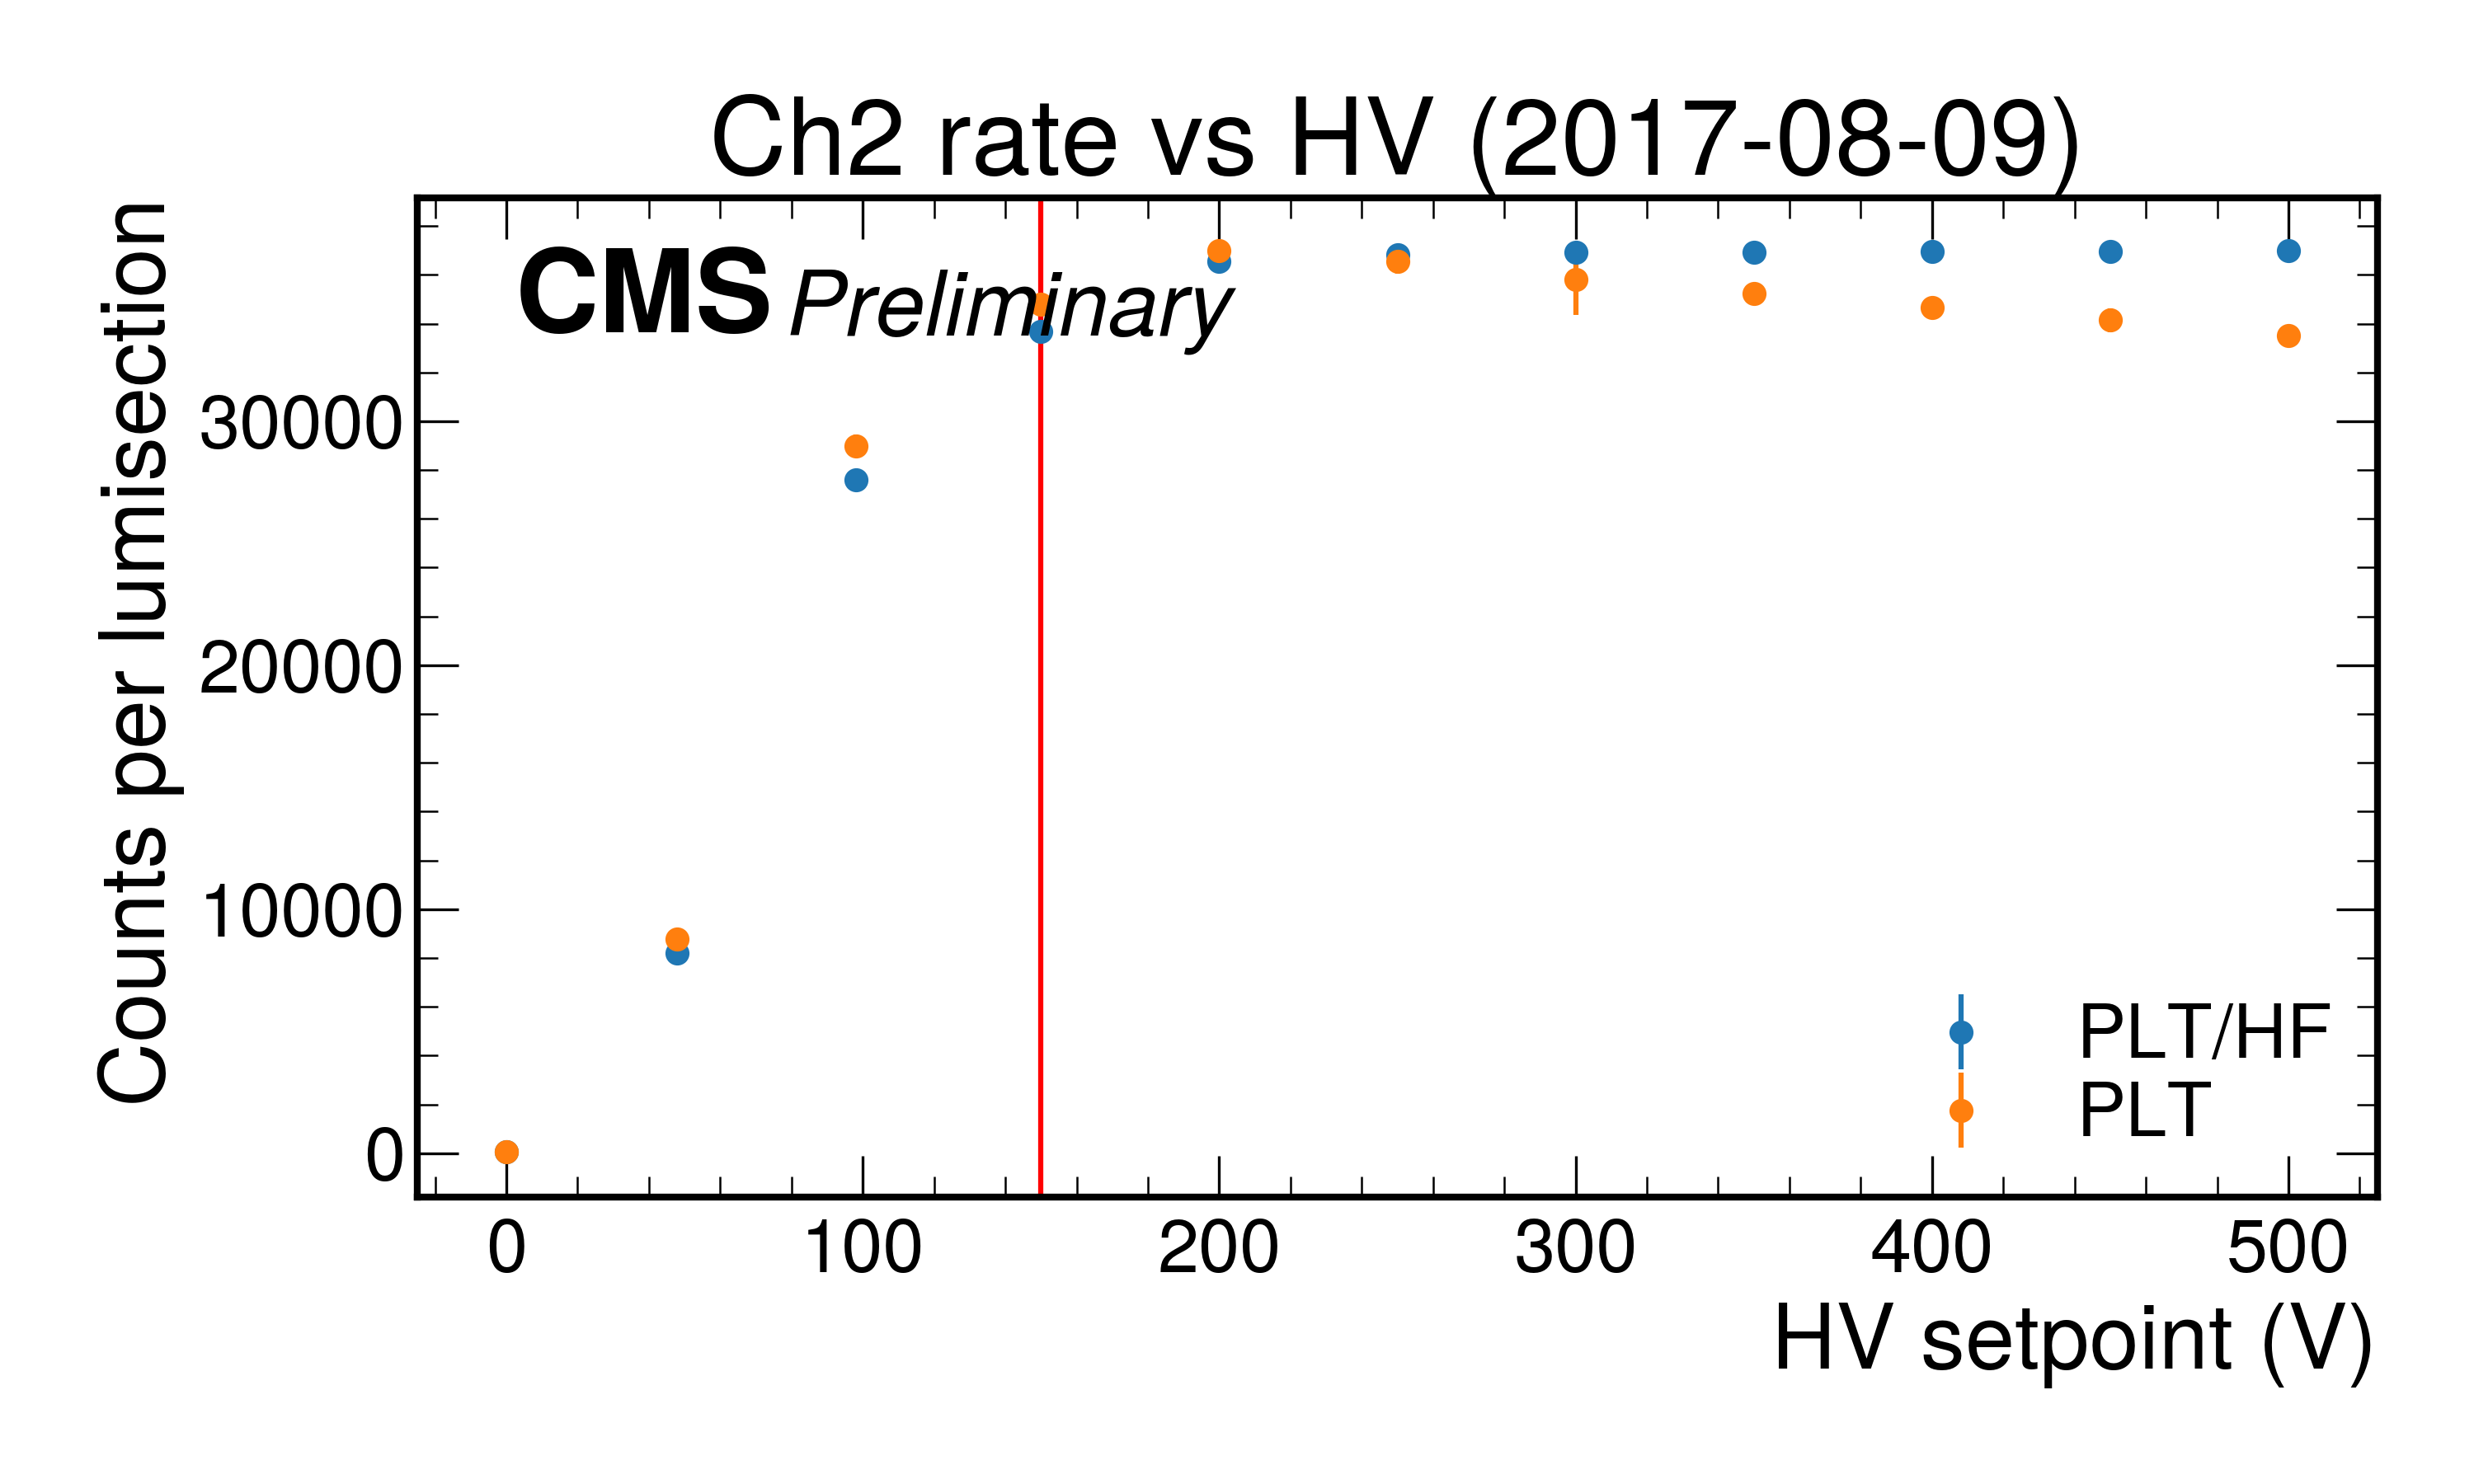 Ch2 rate vs HV (2017-08-09)
CMS Preliminary
Counts per lumisection
30000
20000
10000
0
PLT/HF
PLT
0 100 200 300 400 500
HV setpoint (V)